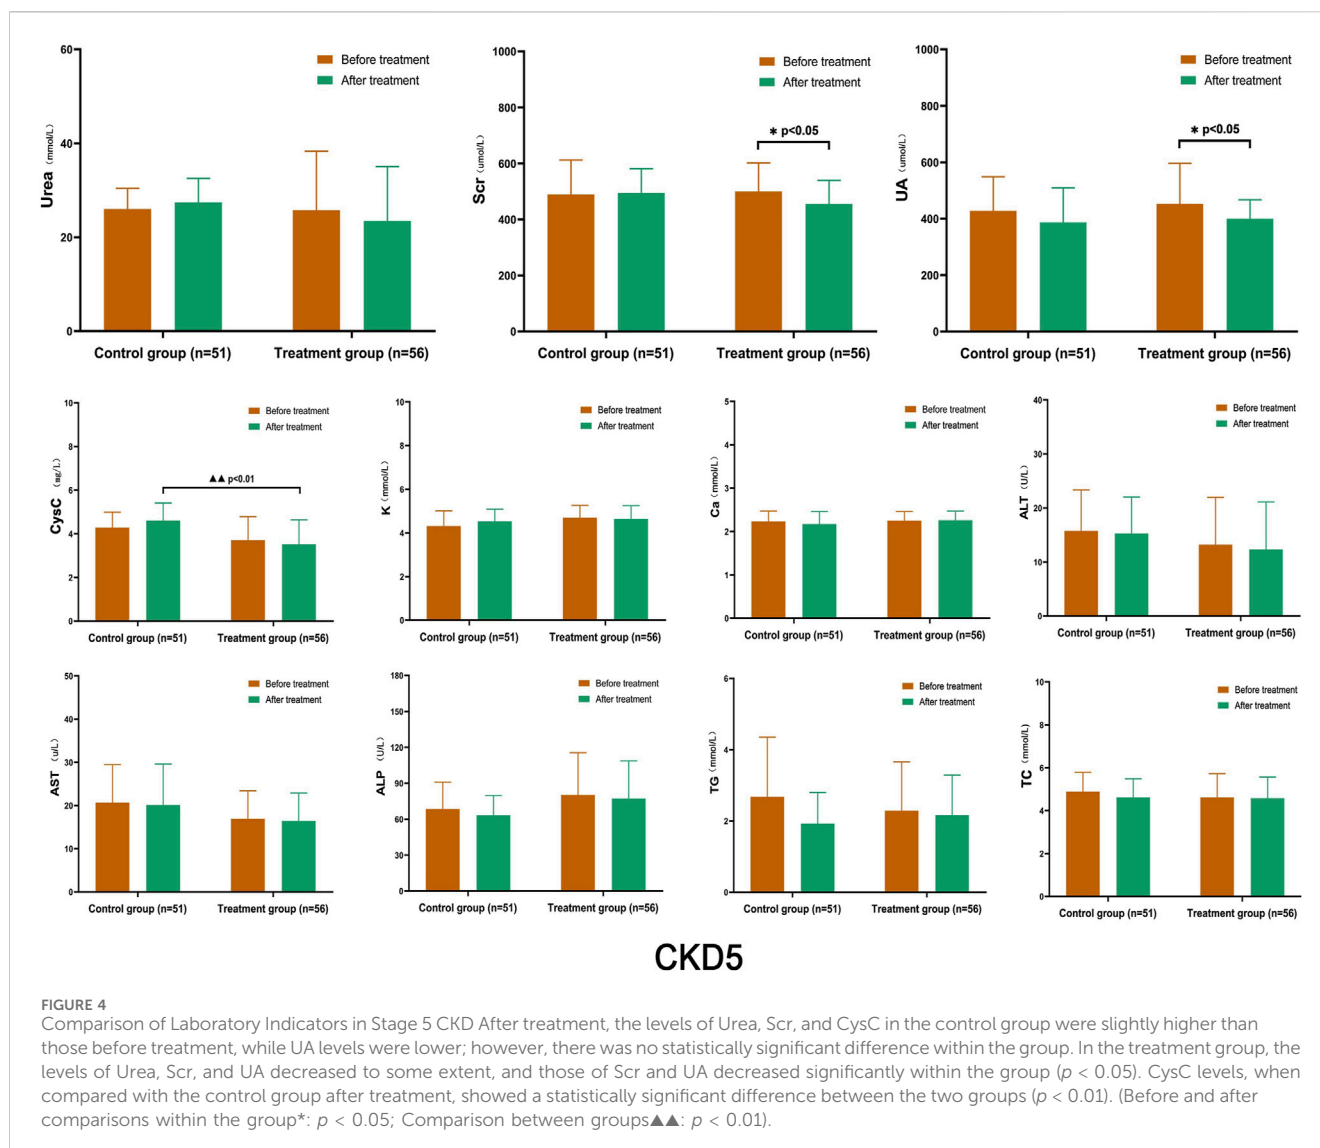 60
40
20
0
Urea (mmol/L)
Before treatment
After treatment
Control group (n=51)
Treatment group (n=56)
1000
800
600
400
200
0
Scr (umol/L)
Before treatment
After treatment
* p<0.05
Control group (n=51)
Treatment group (n=56)
1000
800
600
400
200
0
UA (umol/L)
Before treatment
After treatment
* p<0.05
Control group (n=51)
Treatment group (n=56)
10
8
6
4
2
0
CysC (mg/L)
Before treatment
After treatment
▲▲ p<0.01
Control group (n=51)
Treatment group (n=56)
10
8
6
4
2
0
K (mmol/L)
Before treatment
After treatment
Control group (n=51)
Treatment group (n=56)
5
4
3
2
1
0
Ca (mmol/L)
Before treatment
After treatment
Control group (n=51)
Treatment group (n=56)
40
30
20
10
0
ALT (U/L)
Before treatment
After treatment
Control group (n=51)
Treatment group (n=56)
50
40
30
20
10
0
AST (u/L)
Before treatment
After treatment
Control group (n=51)
Treatment group (n=56)
180
150
120
90
60
30
0
ALP (U/L)
Before treatment
After treatment
Control group (n=51)
Treatment group (n=56)
6
4
2
0
TG (mmol/L)
Before treatment
After treatment
Control group (n=51)
Treatment group (n=56)
10
8
6
4
2
0
TC (mmol/L)
Before treatment
After treatment
Control group (n=51)
Treatment group (n=56)
CKD5
FIGURE 4
Comparison of Laboratory Indicators in Stage 5 CKD After treatment, the levels of Urea, Scr, and CysC in the control group were slightly higher than
those before treatment, while UA levels were lower; however, there was no statistically significant difference within the group. In the treatment group, the
levels of Urea, Scr, and UA decreased to some extent, and those of Scr and UA decreased significantly within the group (p < 0.05). CysC levels, when
compared with the control group after treatment, showed a statistically significant difference between the two groups (p < 0.01). (Before and after
comparisons within the group*: p < 0.05; Comparison between groups▲▲: p < 0.01).